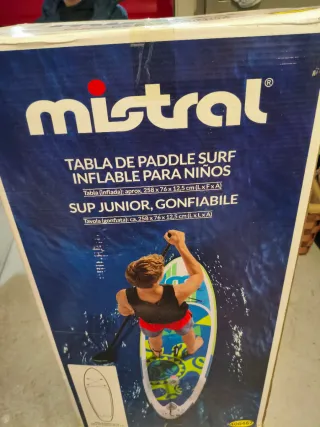 mistral®
TABLA DE PADDLE SURF
INFLABLE PARA NIÑOS
Tabla (inflada): aprox. 258 x 76 x 12,5 cm (L x F x A)
SUP JUNIOR, GONFIABILE
Tavola (gonfiata): ca. 258 x 76 x 12,5 cm (L x L x A)